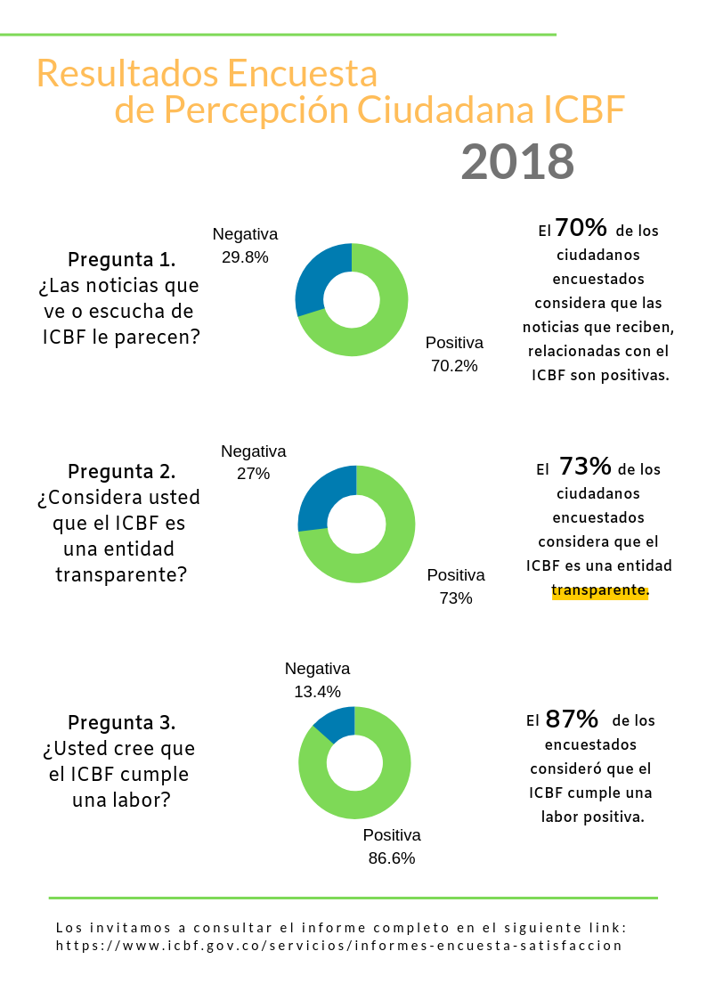 Resultados Encuesta
de Percepción Ciudadana ICBF
2018
Pregunta 1.
¿Las noticias que
ve o escucha de
ICBF le parecen?
Negativa
29.8%
Positiva
70.2%
El 70% de los
ciudadanos
encuestados
considera que las
noticias que reciben,
relacionadas con el
ICBF son positivas.
Pregunta 2.
¿Considera usted
que el ICBF es
una entidad
transparente?
Negativa
27%
Positiva
73%
El 73% de los
ciudadanos
encuestados
considera que el
ICBF es una entidad
transparente.
Pregunta 3.
¿Usted cree que
el ICBF cumple
una labor?
Negativa
13.4%
Positiva
86.6%
El 87% de los
encuestados
consideró que el
ICBF cumple una
labor positiva.
Los invitamos a consultar el informe completo en el siguiente link:
https://www.icbf.gov.co/servicios/informes-encuesta-satisfaccion